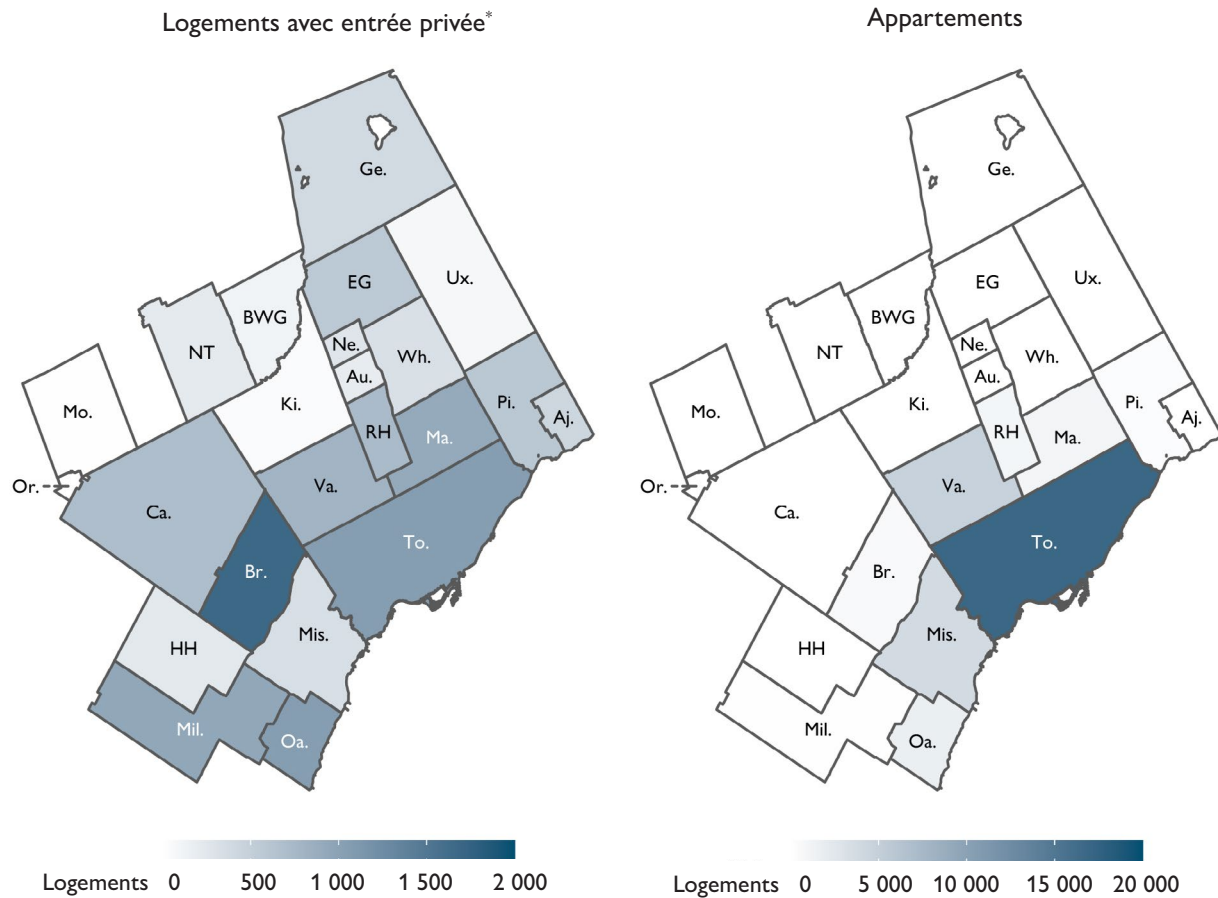 Logements avec entrée privée*
Ge.
EG
Ux.
BWG
NT
Ne.
Wh.
Au.
Mo.
Ki.
Pi.
Aj.
RH
Ma.
Or.
Va.
Ca.
To.
Br.
Mis.
HH
Mil.
Oa.
Logements 0 500 1 000 1 500 2 000
Appartements
Ge.
EG
Ux.
BWG
NT
Ne.
Wh.
Au.
Mo.
Ki.
Pi.
Aj.
RH
Ma.
Or.
Va.
Ca.
To.
Br.
Mis.
HH
Mil.
Oa.
Logements 0 5 000 10 000 15 000 20 000